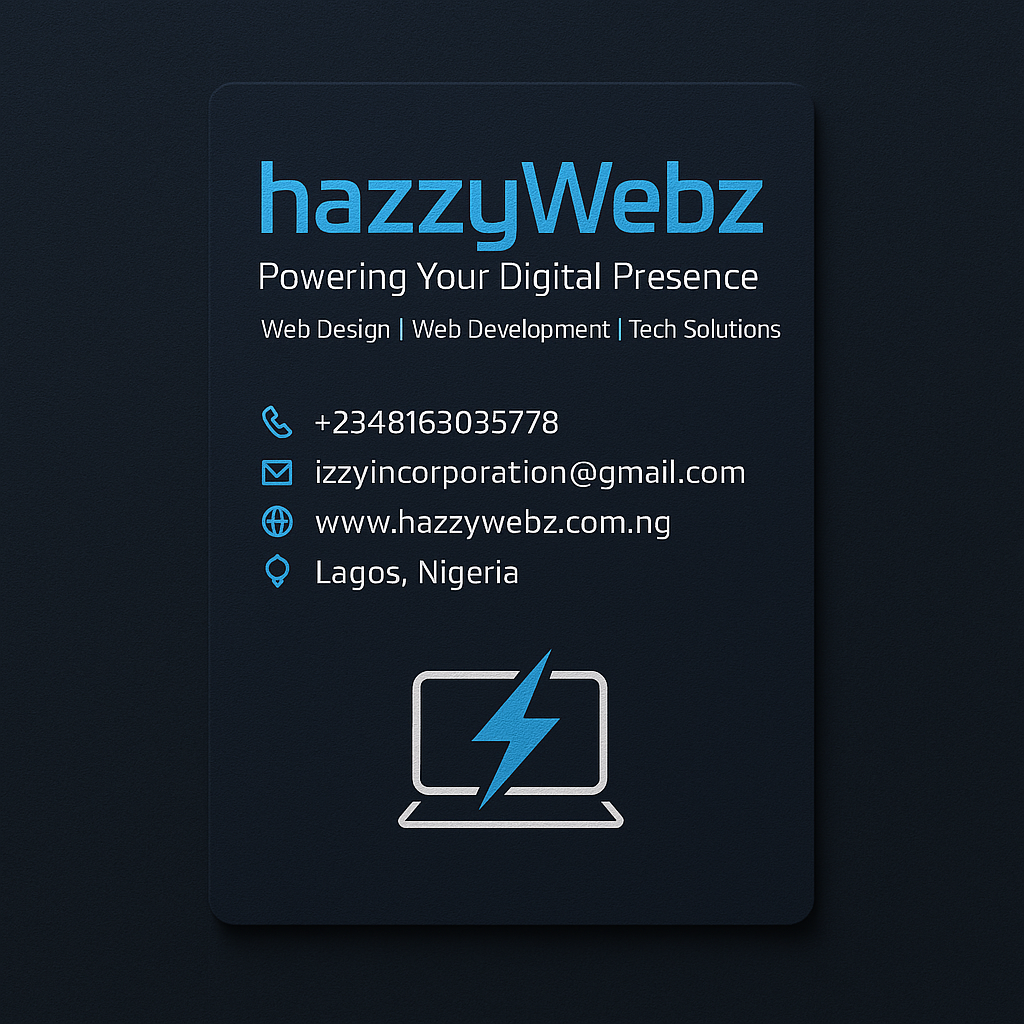 hazzyWebz
Powering Your Digital Presence
Web Design | Web Development | Tech Solutions
+2348163035778
izzyincorporation@gmail.com
www.hazzywebz.com.ng
Lagos, Nigeria